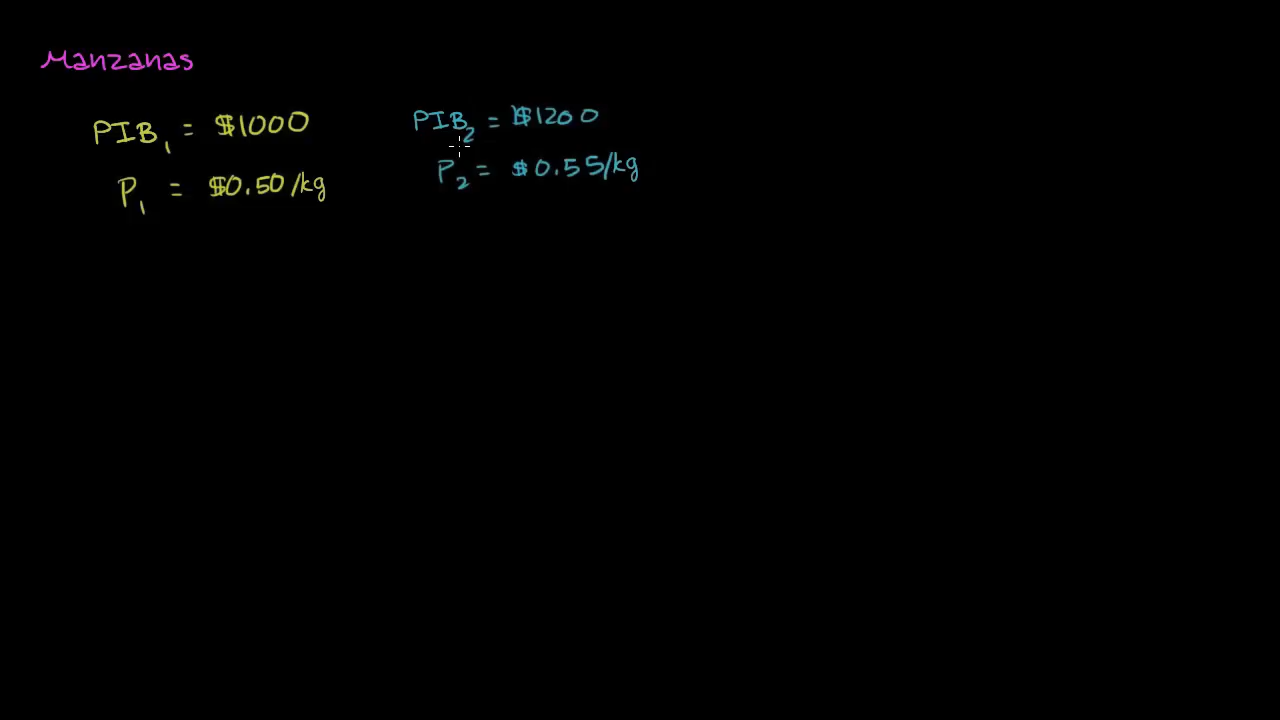 Manzanas
PIB₁ = $1000
P₁ = $0.50/kg
PIB₂ = $1200
P₂ = $0.55/kg